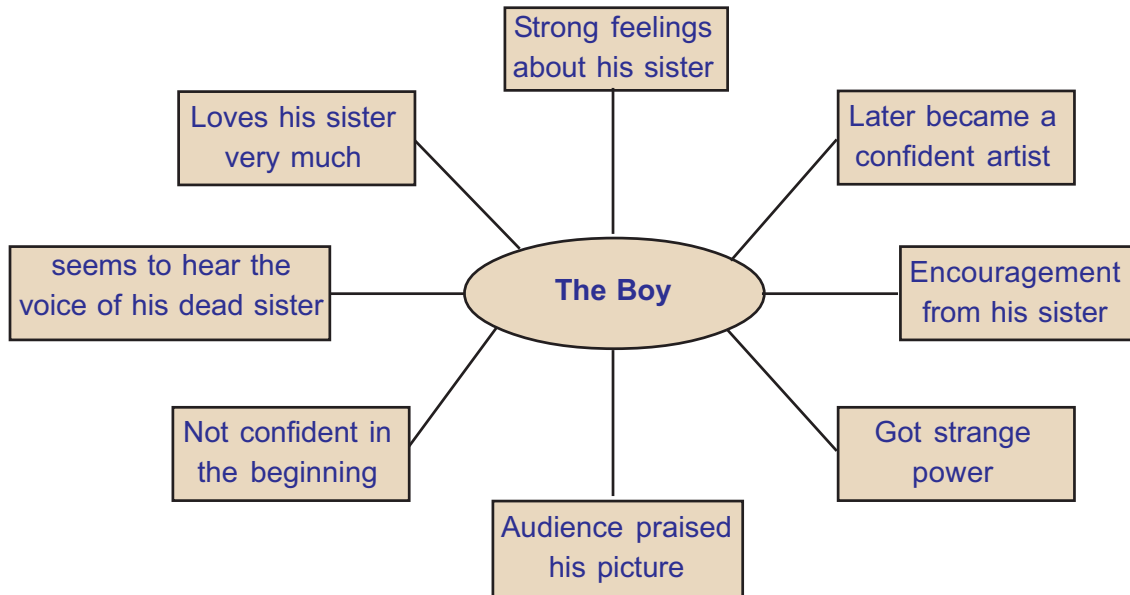 Strong feelings
about his sister
Loves his sister
very much
Later became a
confident artist
seems to hear the
voice of his dead sister
The Boy
Encouragement
from his sister
Not confident in
the beginning
Got strange
power
Audience praised
his picture